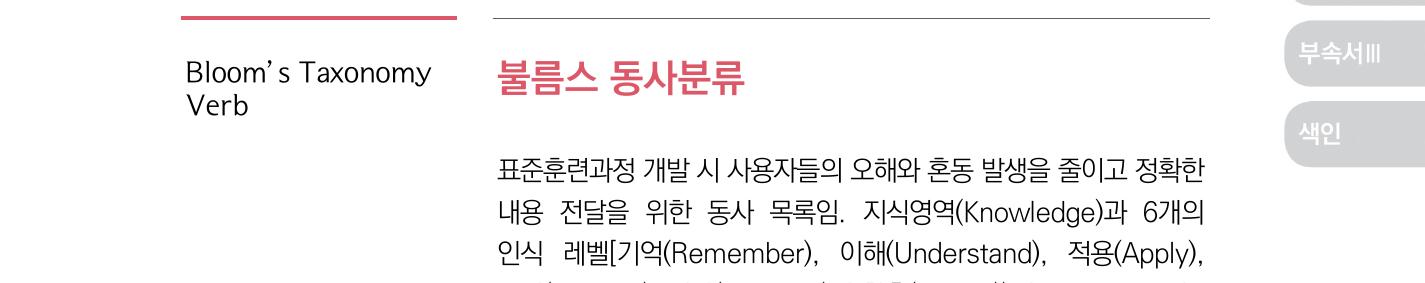 Bloom's Taxonomy
Verb
불름스 동사분류
표준훈련과정 개발 시 사용자들의 오해와 혼동 발생을 줄이고 정확한
내용 전달을 위한 동사 목록임. 지식영역(Knowledge)과 6개의
인식 레벨[기억(Remember), 이해(Understand), 적용(Apply),
부속서Ⅲ
색인